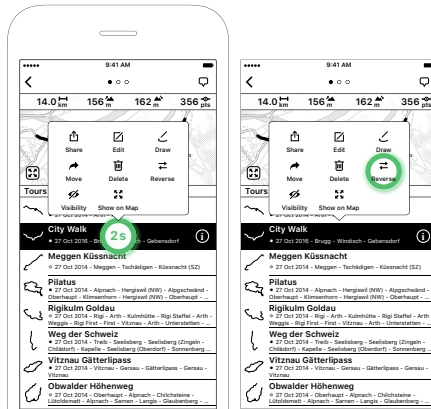 9:41 AM
14.0 km 156 m 162 m 356 pts
Share Edit Draw
Move Delete Reverse
Visibility Show on Map
Tours
City Walk
27 Oct 2016 - Br 2s ch - Gebensdorf
Meggen Küssnacht
27 Oct 2014 - Meggen - Tschädigen - Küssnacht (SZ)
Pilatus
27 Oct 2014 - Alpnach - Hergiswil (NW) - Alpgschwänd -
Oberhaupt - Klimsenhorn - Hergiswil (NW) - Oberhaupt - ...
Rigikulm Goldau
27 Oct 2014 - Rigi - Arth - Kulmhütte - Rigi Staffel - Arth -
Weggis - Rigi First - First - Vitznau - Arth - Unterstetten - ...
Weg der Schweiz
27 Oct 2014 - Treib - Seelisberg - Seelisberg (Zingeln -
Chilädorf) - Kapelle - Seelisberg (Oberdorf) - Sonnenberg ...
Vitznau Gätterlipass
27 Oct 2014 - Vitznau - Gersau - Vitznau - Gersau -
Vitznau
Obwalder Höhenweg
27 Oct 2014 - Oberhaupt - Alpnach - Chilchsteine -
Lütoldsmatt - Alpnach - Sarnen - Langis - Glaubenberg - ...
9:41 AM
14.0 km 156 m 162 m 356 pts
Share Edit Draw
Move Delete Reverse
Visibility Show on Map
Tours
City Walk
27 Oct 2016 - Brugg - Windisch - Gebensdorf
Meggen Küssnacht
27 Oct 2014 - Meggen - Tschädigen - Küssnacht (SZ)
Pilatus
27 Oct 2014 - Alpnach - Hergiswil (NW) - Alpgschwänd -
Oberhaupt - Klimsenhorn - Hergiswil (NW) - Oberhaupt - ...
Rigikulm Goldau
27 Oct 2014 - Rigi - Arth - Kulmhütte - Rigi Staffel - Arth -
Weggis - Rigi First - First - Vitznau - Arth - Unterstetten - ...
Weg der Schweiz
27 Oct 2014 - Treib - Seelisberg - Seelisberg (Zingeln -
Chilädorf) - Kapelle - Seelisberg (Oberdorf) - Sonnenberg ...
Vitznau Gätterlipass
27 Oct 2014 - Vitznau - Gersau - Vitznau - Gersau -
Vitznau
Obwalder Höhenweg
27 Oct 2014 - Oberhaupt - Alpnach - Chilchsteine -
Lütoldsmatt - Alpnach - Sarnen - Langis - Glaubenberg - ...